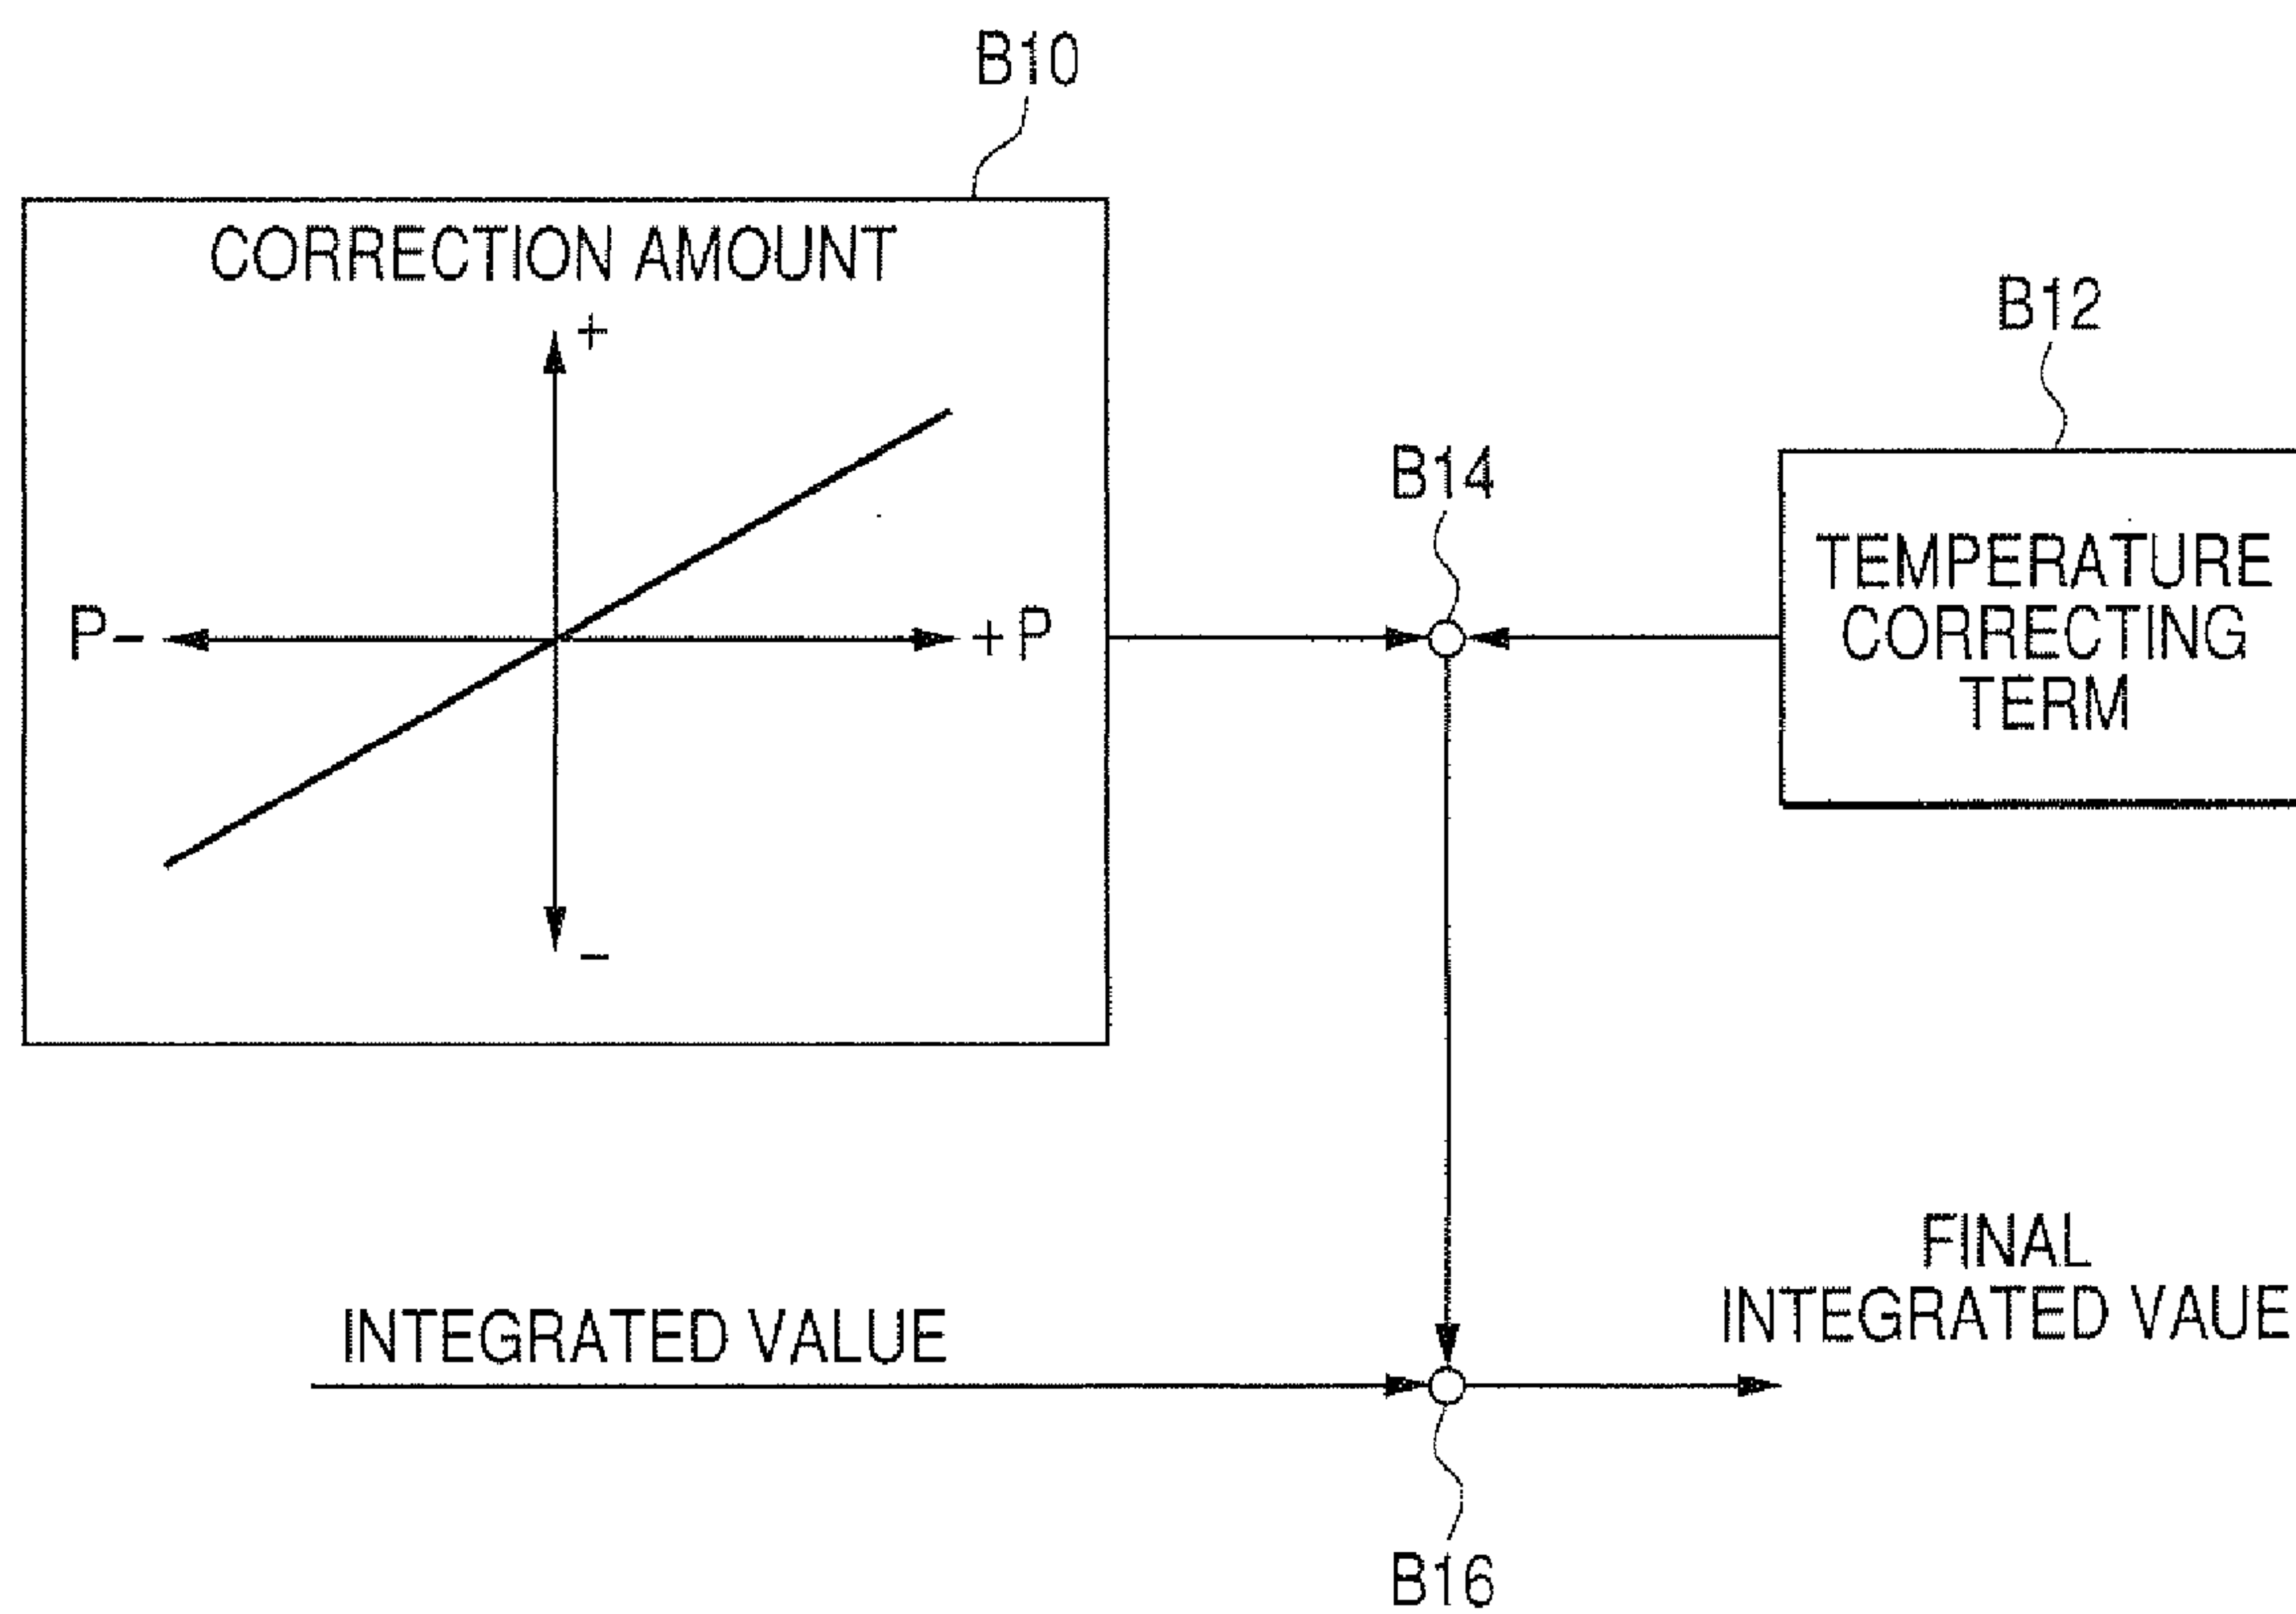 B10
CORRECTION AMOUNT
+
P-
+P
-
B12
TEMPERATURE
CORRECTING
TERM
B14
INTEGRATED VALUE
FINAL
INTEGRATED VAUE
B16